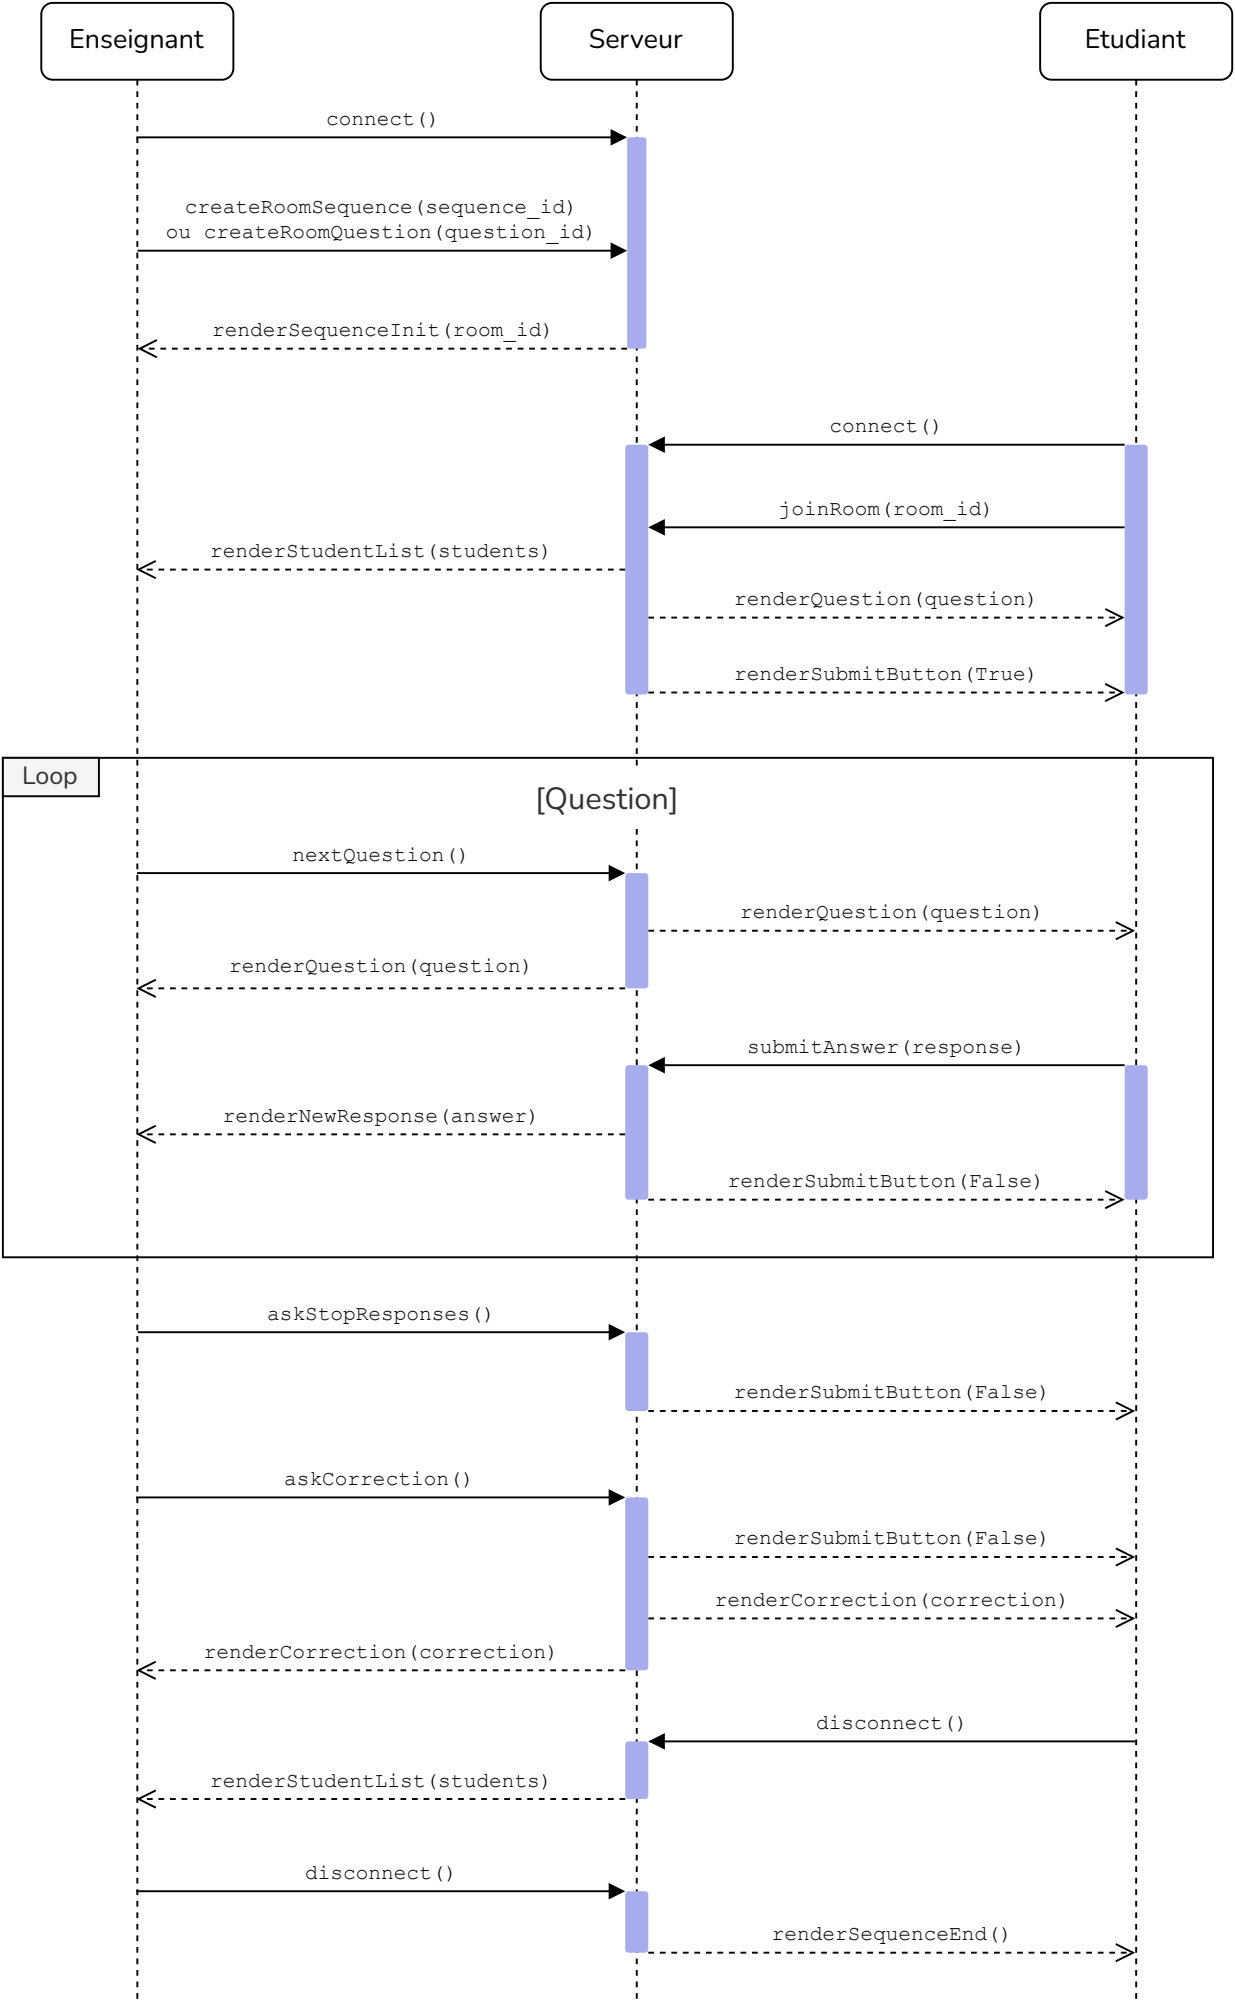 Enseignant
Serveur
Etudiant
connect()
createRoomSequence(sequence_id)
ou createRoomQuestion(question_id)
renderSequenceInit(room_id)
connect()
joinRoom(room_id)
renderStudentList(students)
renderQuestion(question)
renderSubmitButton(True)
Loop
[Question]
nextQuestion()
renderQuestion(question)
renderQuestion(question)
submitAnswer(response)
renderNewResponse(answer)
renderSubmitButton(False)
askStopResponses()
renderSubmitButton(False)
askCorrection()
renderSubmitButton(False)
renderCorrection(correction)
renderCorrection(correction)
disconnect()
renderStudentList(students)
disconnect()
renderSequenceEnd()